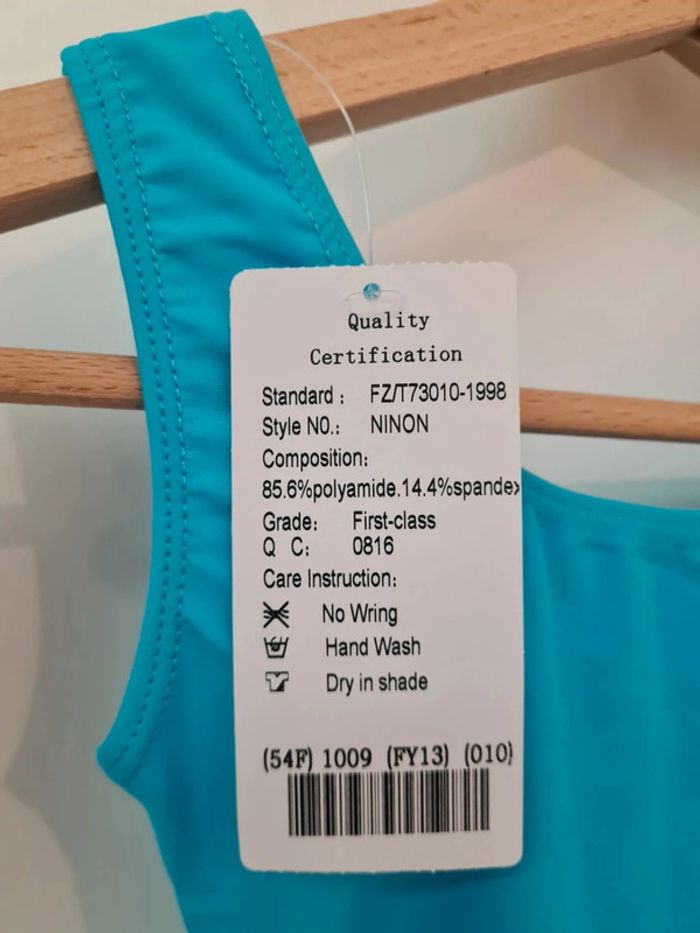 Quality
Certification
Standard: FZ/T73010-1998
Style NO.: NINON
Composition:
85.6%polyamide.14.4%spandex
Grade: First-class
Q C: 0816
Care Instruction:
No Wring
Hand Wash
Dry in shade
(54F) 1009 (FY13) (010)